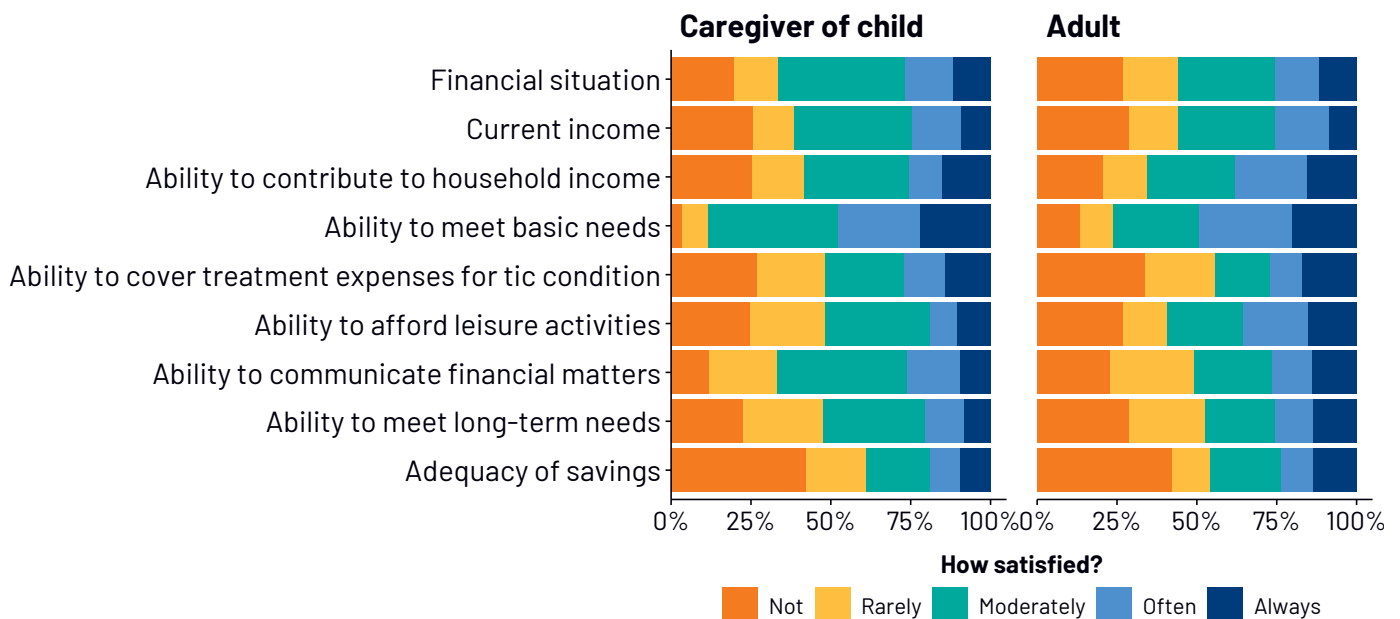 Caregiver of child Adult
Financial situation
Current income
Ability to contribute to household income
Ability to meet basic needs
Ability to cover treatment expenses for tic condition
Ability to afford leisure activities
Ability to communicate financial matters
Ability to meet long-term needs
Adequacy of savings
0% 25% 50% 75% 100% 0% 25% 50% 75% 100%
How satisfied?
Not Rarely Moderately Often Always